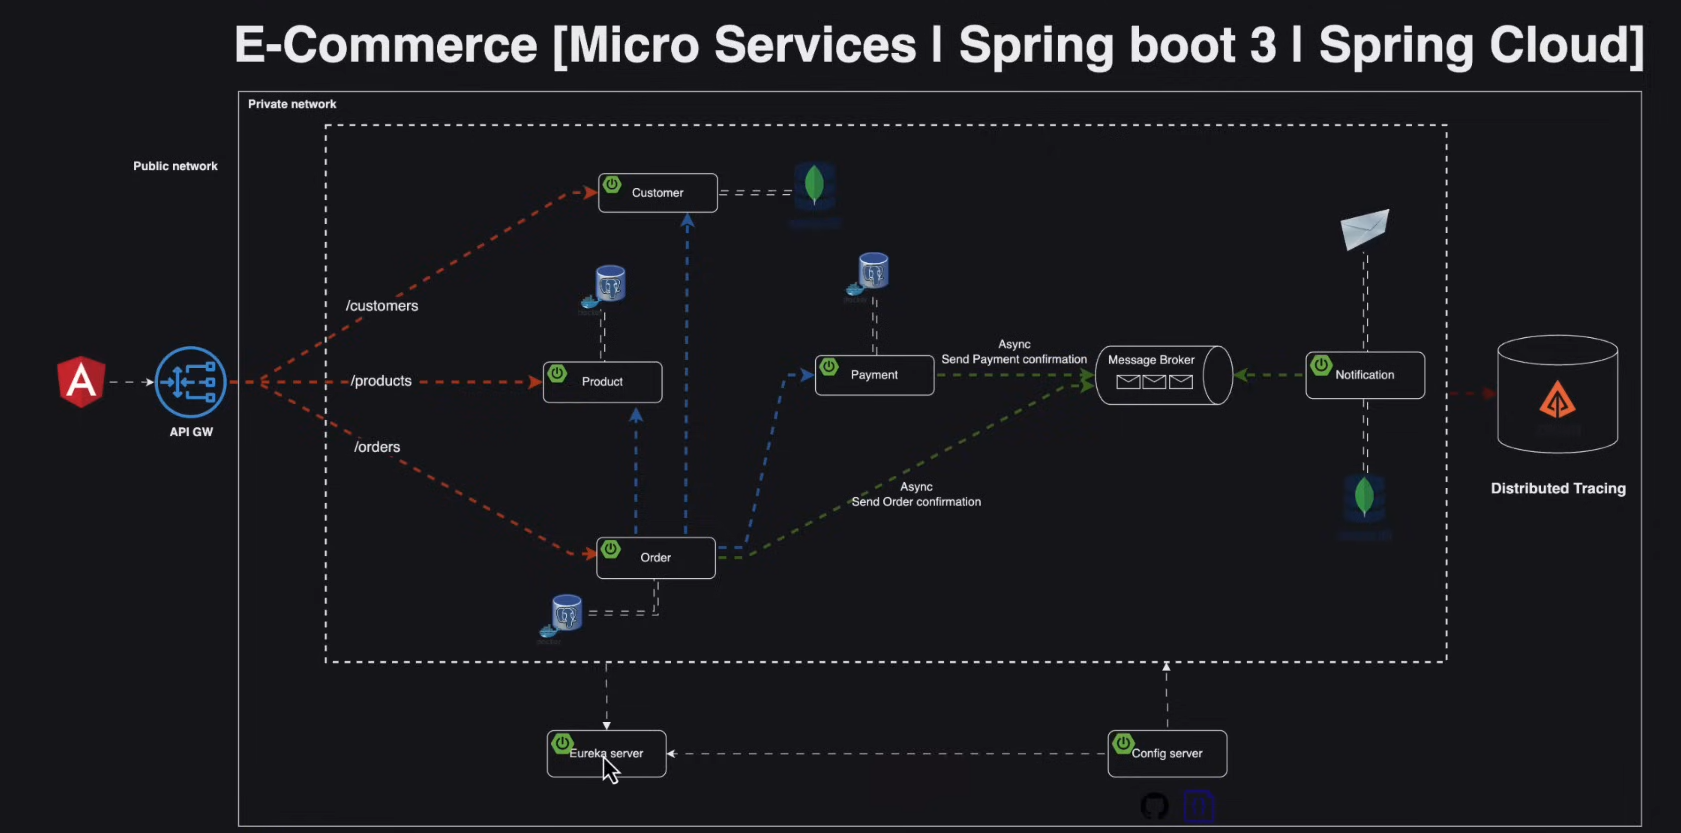 E-Commerce [Micro Services | Spring boot 3 | Spring Cloud]
Private network
Public network
Customer
/customers
Async
Send Payment confirmation
Message Broker
/products
Product
Payment
Notification
A
API GW
/orders
Async
Send Order confirmation
Distributed Tracing
Order
Eureka server
Config server